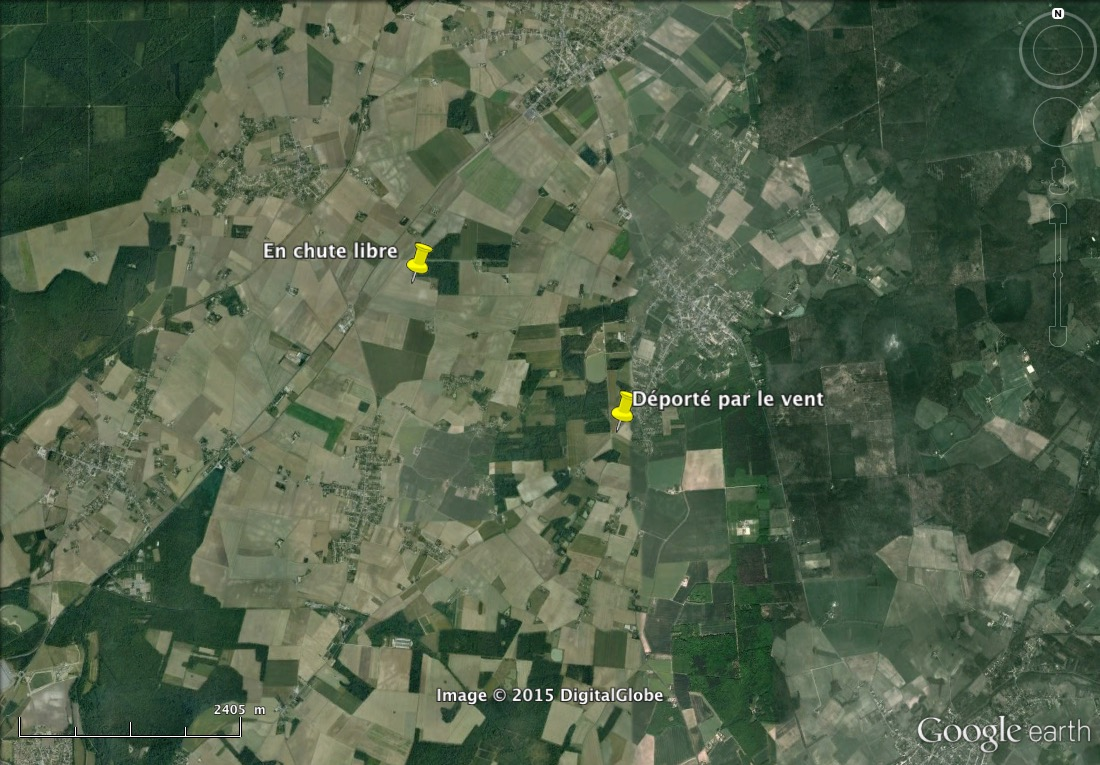 N
En chute libre
Déporté par le vent
Image © 2015 DigitalGlobe
2405 m
Google earth